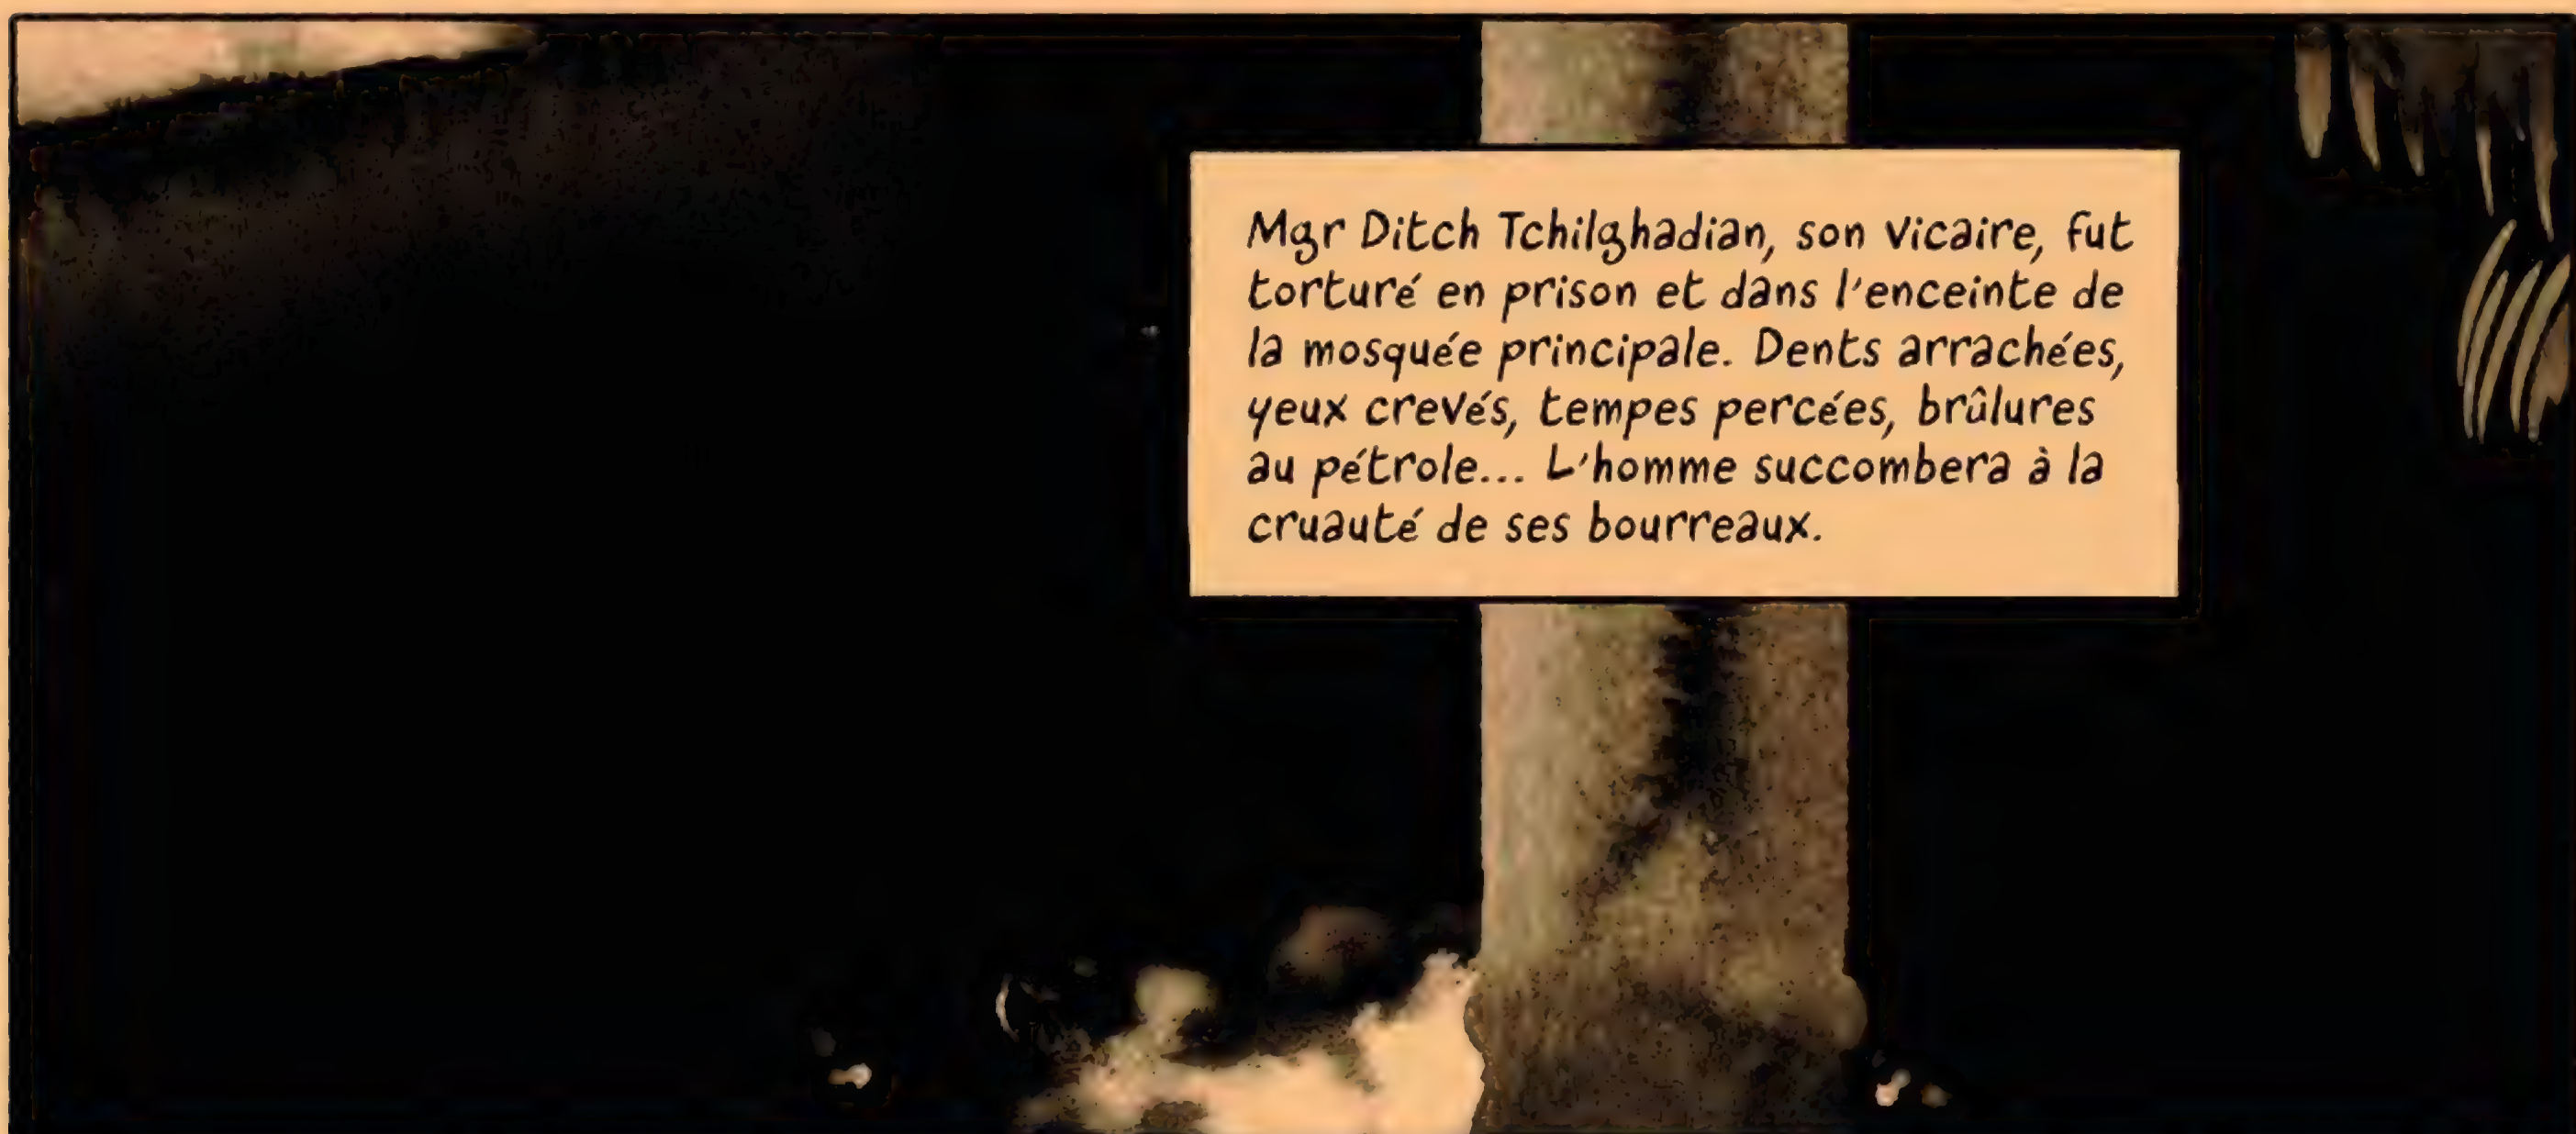 Mgr Ditch Tchilghadian, son vicaire, fut
torturé en prison et dans l'enceinte de
la mosquée principale. Dents arrachées,
yeux crevés, tempes percées, brûlures
au pétrole... L'homme succombera à la
cruauté de ses bourreaux.